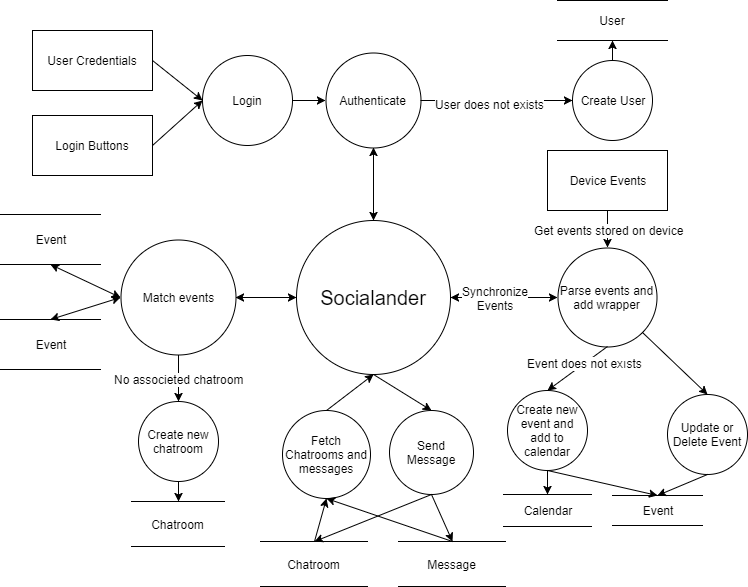 User
User Credentials
Login
Authenticate
User does not exists
Create User
Login Buttons
Device Events
Get events stored on device
Event
Match events
Socialander
Synchronize
Events
Parse events and
add wrapper
Event
No associeted chatroom
Event does not exists
Create new
chatroom
Fetch
Chatrooms and
messages
Send
Message
Create new
event and
add to
calendar
Update or
Delete Event
Chatroom
Calendar
Event
Chatroom
Message